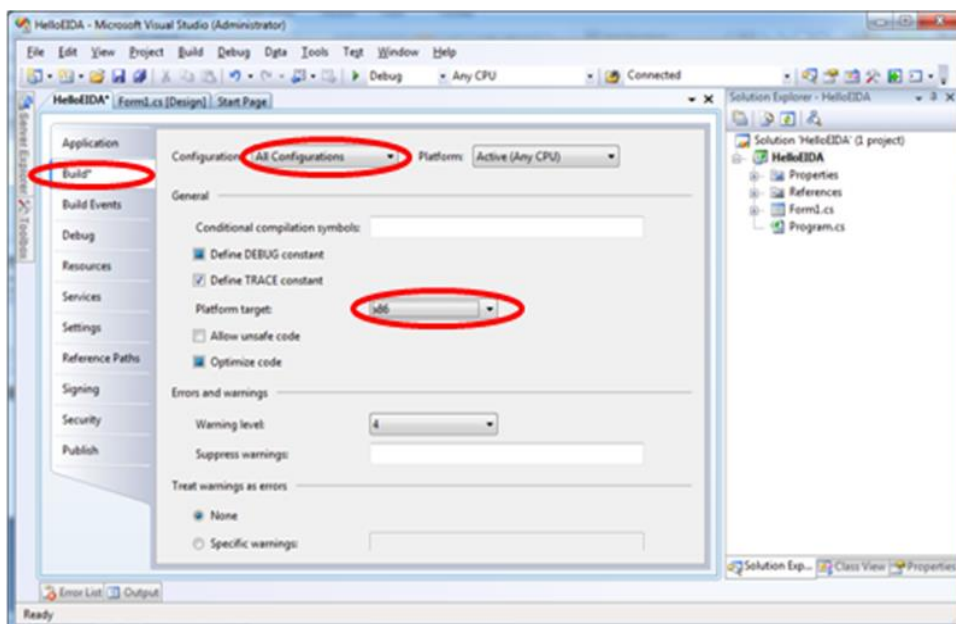 HelloEIDA - Microsoft Visual Studio (Administrator)
File Edit View Project Build Debug Data Tools Test Window Help
Debug Any CPU Connected
HelloEIDA* Form1.cs [Design] Start Page
Solution Explorer - HelloEIDA
Server Explorer
Toolbox
Application
Build*
Build Events
Debug
Resources
Services
Settings
Reference Paths
Signing
Security
Publish
Configuration: All Configurations Platform: Active (Any CPU)
General
Conditional compilation symbols:
Define DEBUG constant
Define TRACE constant
Platform target: x86
Allow unsafe code
Optimize code
Errors and warnings
Warning level: 4
Suppress warnings:
Treat warnings as errors
None
Specific warnings:
Solution 'HelloEIDA' (1 project)
HelloEIDA
Properties
References
Form1.cs
Program.cs
Solution Exp... Class View Properties
Error List Output
Ready